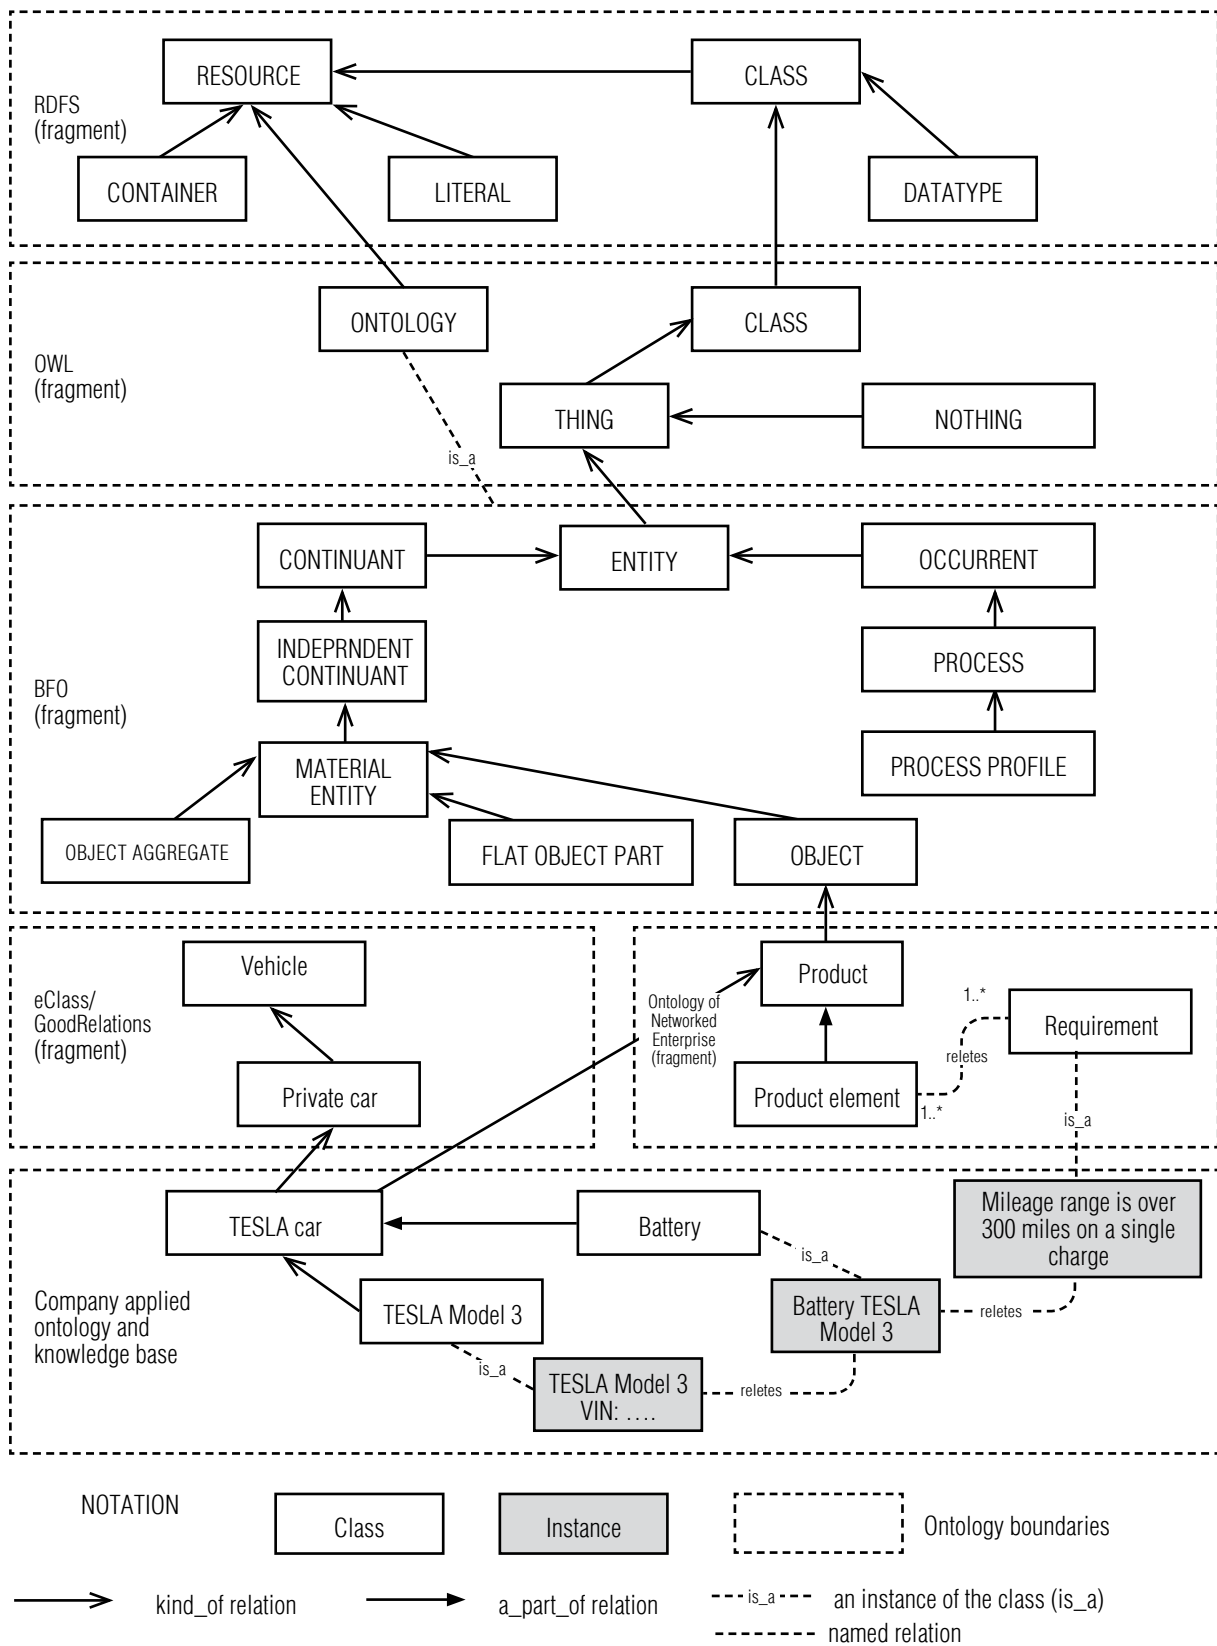 RESOURCE
CLASS
RDFS
(fragment)
CONTAINER
LITERAL
DATATYPE
ONTOLOGY
CLASS
OWL
(fragment)
THING
NOTHING
is_a
CONTINUANT
ENTITY
OCCURRENT
INDEPRNDENT
CONTINUANT
PROCESS
BFO
(fragment)
MATERIAL
ENTITY
PROCESS PROFILE
OBJECT AGGREGATE
FLAT OBJECT PART
OBJECT
Vehicle
eClass/
GoodRelations
(fragment)
Private car
Product
Ontology of
Networked
Enterprise
(fragment)
1..*
Requirement
reletes
Product element
1..*
is_a
TESLA car
Battery
Mileage range is over
300 miles on a single
charge
is_a
Company applied
ontology and
knowledge base
TESLA Model 3
Battery TESLA
Model 3
reletes
is_a
TESLA Model 3
VIN: ....
reletes
NOTATION
Class
Instance
Ontology boundaries
kind_of relation
a_part_of relation
is_a
an instance of the class (is_a)
named relation